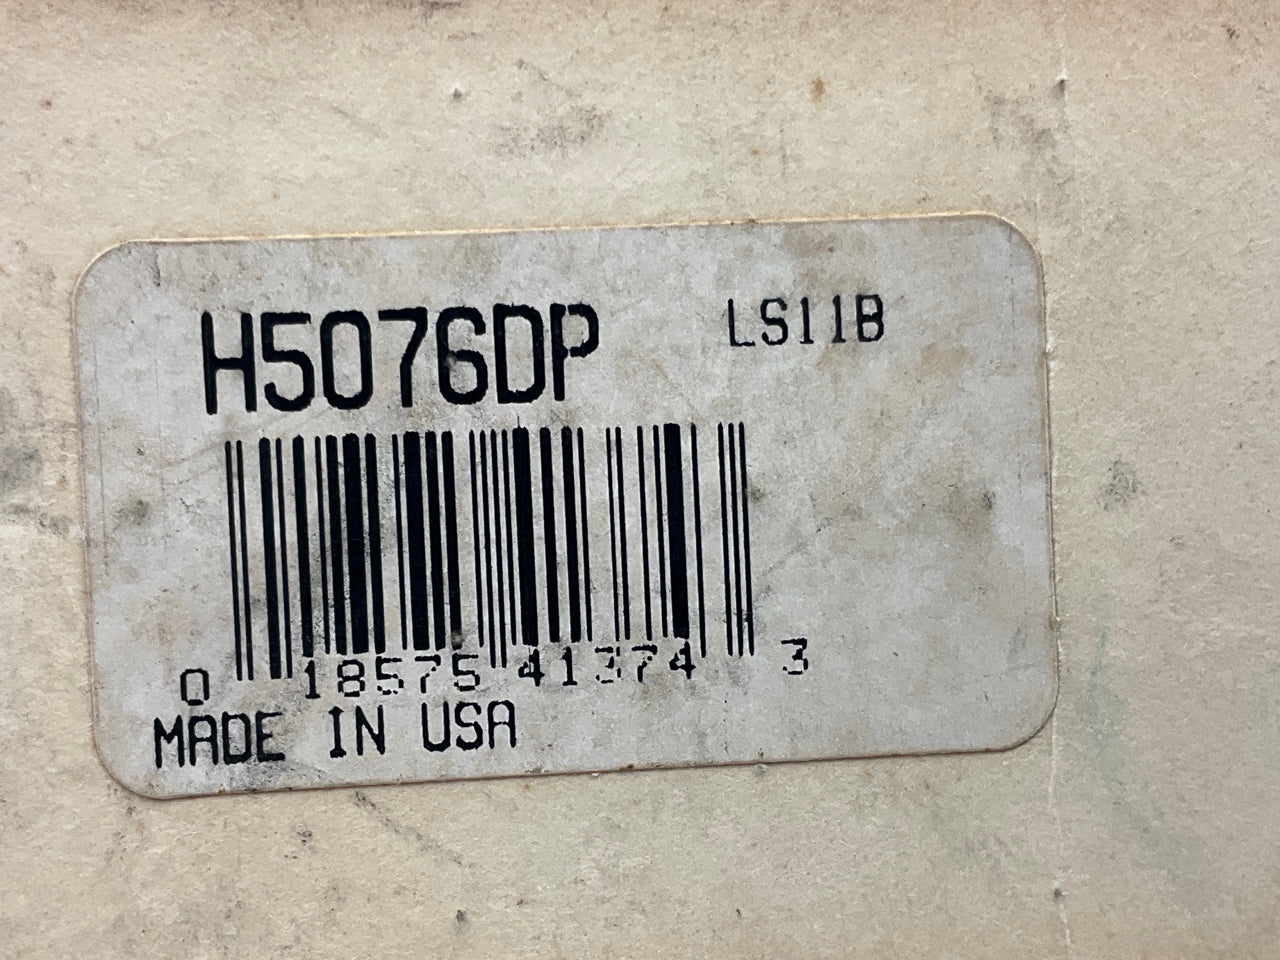 H5076DP LS11B
0 18575 41374 3
MADE IN USA